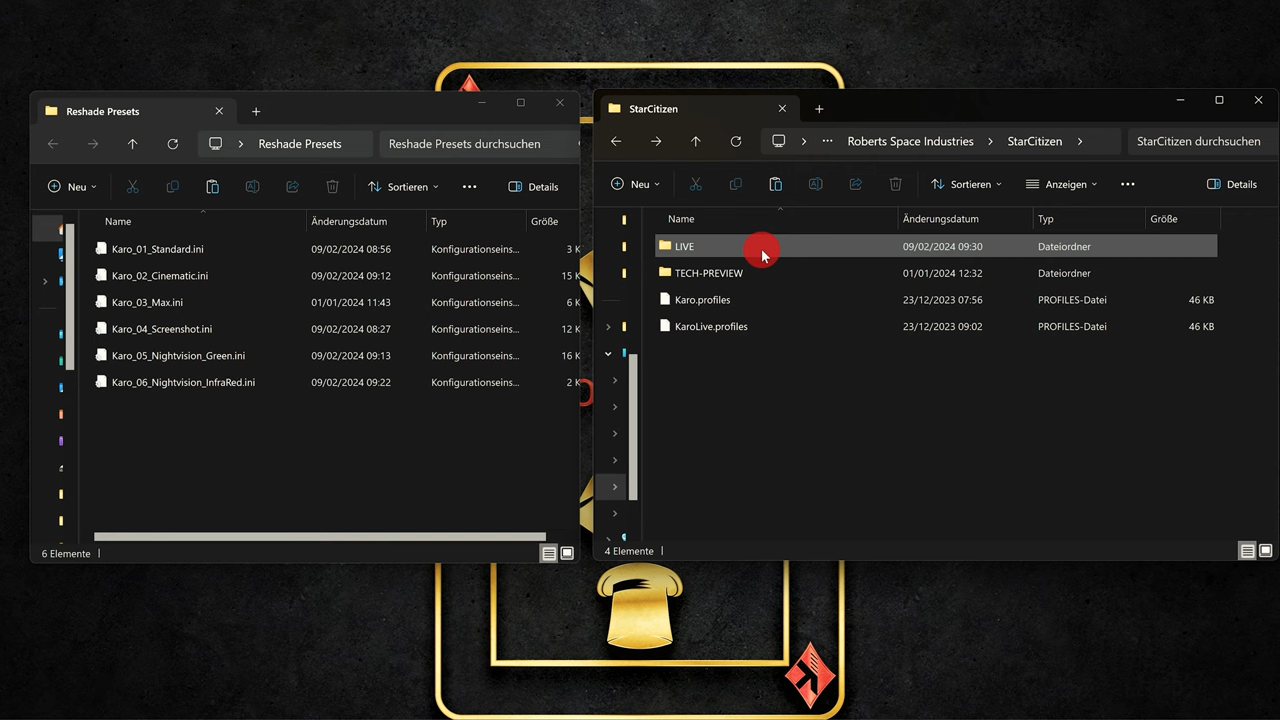 Reshade Presets
Reshade Presets
Reshade Presets durchsuchen
Neu
Sortieren
Details
Name
Änderungsdatum
Typ
Größe
Karo_01_Standard.ini
09/02/2024 08:56
Konfigurationseins...
3 K
Karo_02_Cinematic.ini
09/02/2024 09:12
Konfigurationseins...
15 K
Karo_03_Max.ini
01/01/2024 11:43
Konfigurationseins...
6 K
Karo_04_Screenshot.ini
09/02/2024 08:27
Konfigurationseins...
12 K
Karo_05_Nightvision_Green.ini
09/02/2024 09:13
Konfigurationseins...
16 K
Karo_06_Nightvision_InfraRed.ini
09/02/2024 09:22
Konfigurationseins...
2 K
6 Elemente
StarCitizen
Roberts Space Industries
StarCitizen
StarCitizen durchsuchen
Neu
Sortieren
Anzeigen
Details
Name
Änderungsdatum
Typ
Größe
LIVE
09/02/2024 09:30
Dateiordner
TECH-PREVIEW
01/01/2024 12:32
Dateiordner
Karo.profiles
23/12/2023 07:56
PROFILES-Datei
46 KB
KaroLive.profiles
23/12/2023 09:02
PROFILES-Datei
46 KB
4 Elemente